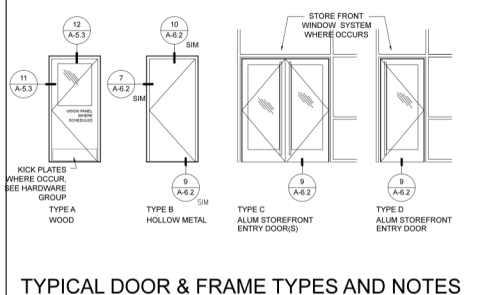 STORE FRONT
WINDOW SYSTEM
WHERE OCCURS
12
A-5.3
10
A-6.2
SIM
11
A-5.3
7
A-6.2
SIM
VISION PANEL
WHERE
SCHEDULED
KICK PLATES
WHERE OCCUR,
SEE HARDWARE
GROUP
9
A-6.2
SIM
9
A-6.2
9
A-6.2
TYPE A
WOOD
TYPE B
HOLLOW METAL
TYPE C
ALUM STOREFRONT
ENTRY DOOR(S)
TYPE D
ALUM STOREFRONT
ENTRY DOOR
TYPICAL DOOR & FRAME TYPES AND NOTES